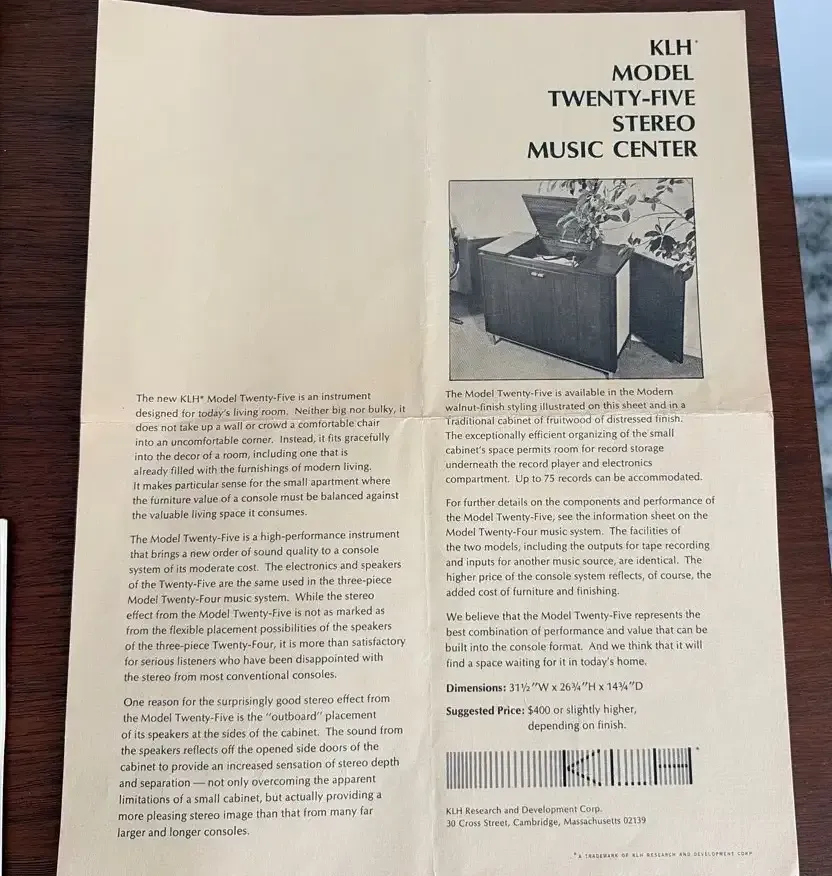 KLH*
MODEL
TWENTY-FIVE
STEREO
MUSIC CENTER
The new KLH* Model Twenty-Five is an instrument
designed for today's living room. Neither big nor bulky, it
does not take up a wall or crowd a comfortable chair
into an uncomfortable corner. Instead, it fits gracefully
into the decor of a room, including one that is
already filled with the furnishings of modern living.
It makes particular sense for the small apartment where
the furniture value of a console must be balanced against
the valuable living space it consumes.
The Model Twenty-Five is a high-performance instrument
that brings a new order of sound quality to a console
system of its moderate cost. The electronics and speakers
of the Twenty-Five are the same used in the three-piece
Model Twenty-Four music system. While the stereo
effect from the Model Twenty-Five is not as marked as
from the flexible placement possibilities of the speakers
of the three-piece Twenty-Four, it is more than satisfactory
for serious listeners who have been disappointed with
the stereo from most conventional consoles.
One reason for the surprisingly good stereo effect from
the Model Twenty-Five is the "outboard" placement
of its speakers at the sides of the cabinet. The sound from
the speakers reflects off the opened side doors of the
cabinet to provide an increased sensation of stereo depth
and separation — not only overcoming the apparent
limitations of a small cabinet, but actually providing a
more pleasing stereo image than that from many far
larger and longer consoles.
The Model Twenty-Five is available in the Modern
walnut-finish styling illustrated on this sheet and in a
Traditional cabinet of fruitwood of distressed finish.
The exceptionally efficient organizing of the small
cabinet's space permits room for record storage
underneath the record player and electronics
compartment. Up to 75 records can be accommodated.
For further details on the components and performance of
the Model Twenty-Five, see the information sheet on the
Model Twenty-Four music system. The facilities of
the two models, including the outputs for tape recording
and inputs for another music source, are identical. The
higher price of the console system reflects, of course, the
added cost of furniture and finishing.
We believe that the Model Twenty-Five represents the
best combination of performance and value that can be
built into the console format. And we think that it will
find a space waiting for it in today's home.
Dimensions: 31½"W x 26¾"H x 14¾"D
Suggested Price: $400 or slightly higher,
depending on finish.
KLH*
KLH Research and Development Corp.
30 Cross Street, Cambridge, Massachusetts 02139
*A TRADEMARK OF KLH RESEARCH AND DEVELOPMENT CORP